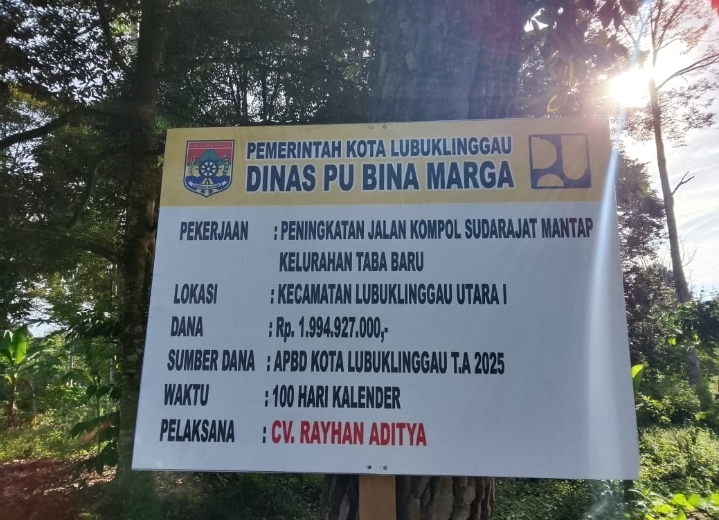 PEMERINTAH KOTA LUBUKLINGGAU
DINAS PU BINA MARGA
PEKERJAAN : PENINGKATAN JALAN KOMPOL SUDARAJAT MANTAP
KELURAHAN TABA BARU
LOKASI : KECAMATAN LUBUKLINGGAU UTARA I
DANA : Rp. 1.994.927.000,-
SUMBER DANA : APBD KOTA LUBUKLINGGAU T.A 2025
WAKTU : 100 HARI KALENDER
PELAKSANA : CV. RAYHAN ADITYA